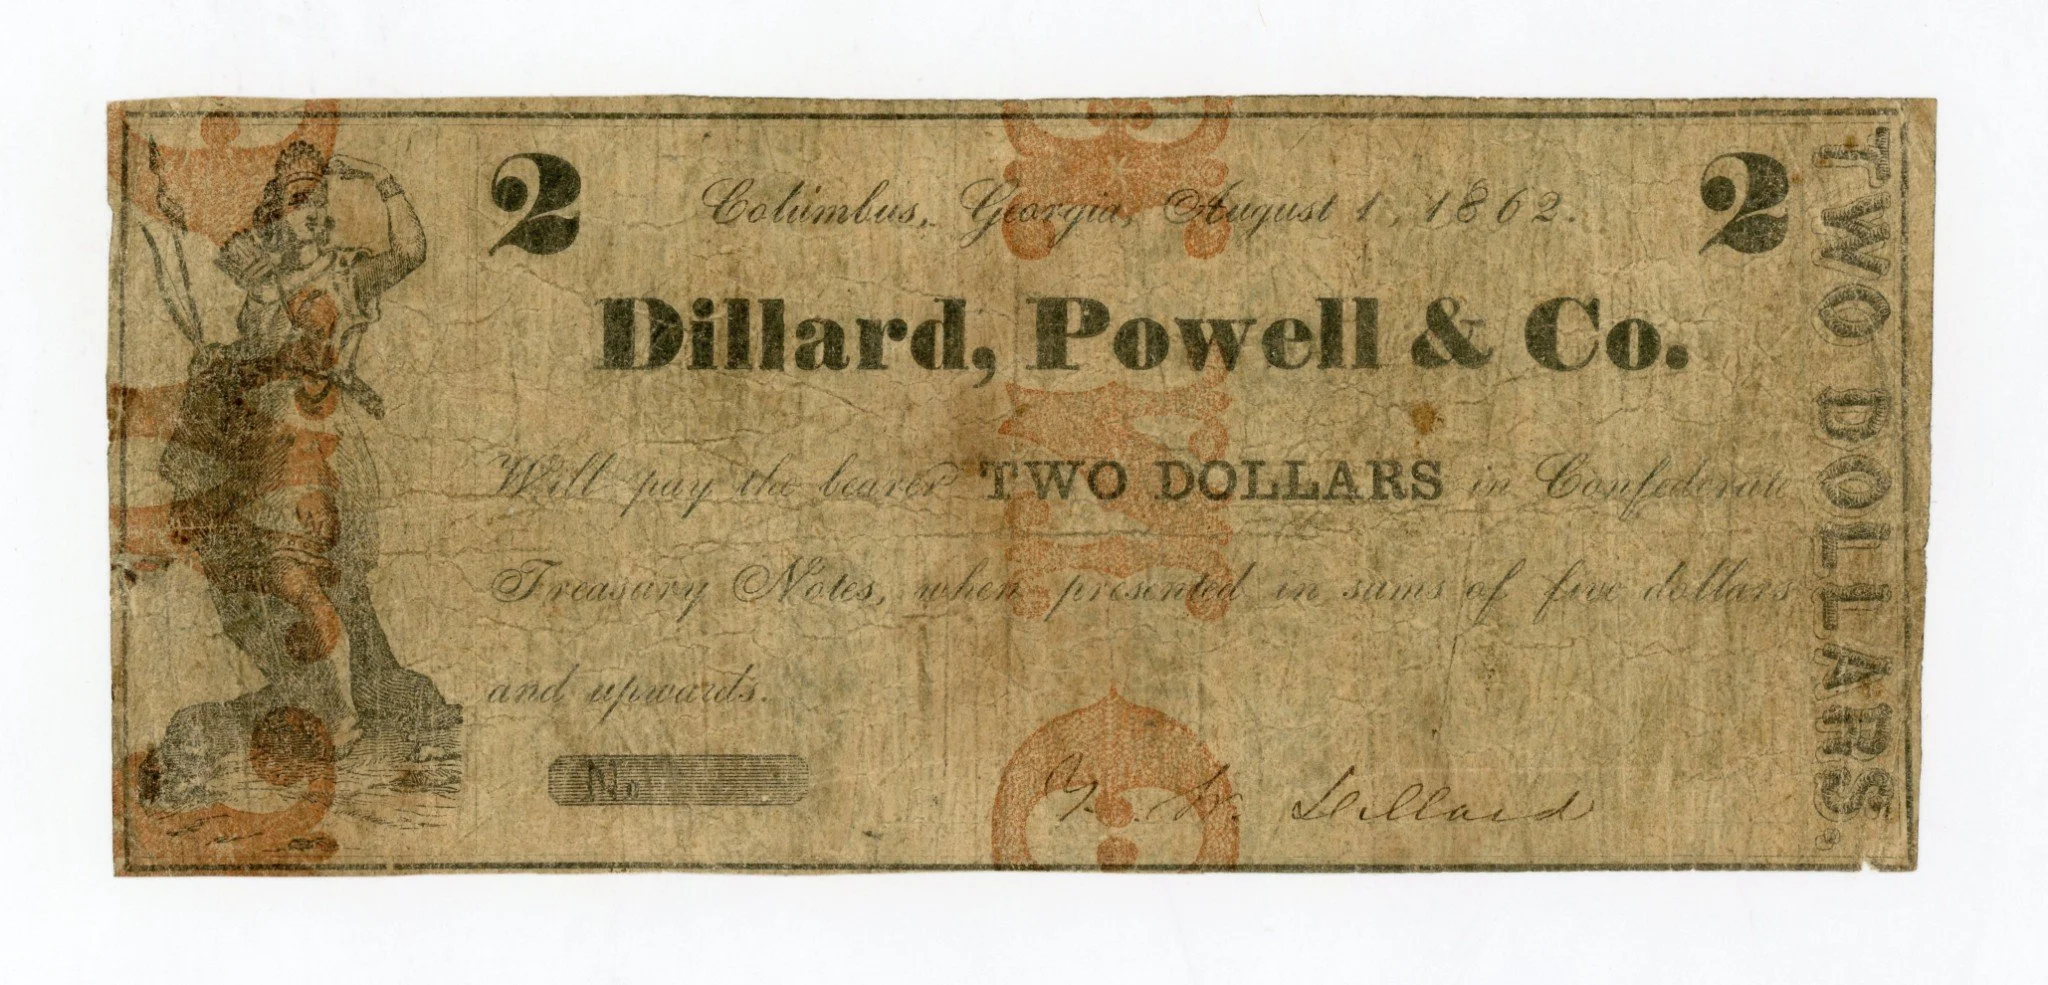 2 Columbus, Georgia, August 1, 1862. 2
Dillard, Powell & Co.
Will pay the bearer TWO DOLLARS in Confederate
Treasury Notes, when presented in sums of five dollars
and upwards.
No.
Dillard
TWO DOLLARS.